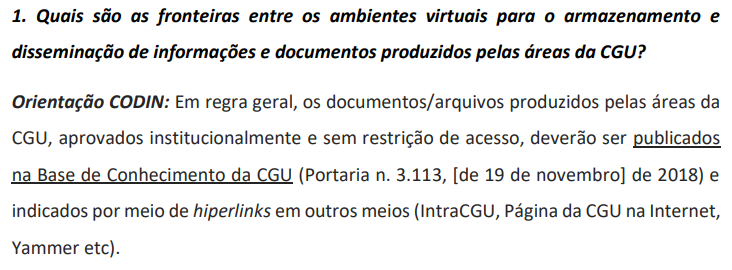 1. Quais são as fronteiras entre os ambientes virtuais para o armazenamento e
disseminação de informações e documentos produzidos pelas áreas da CGU?
Orientação CODIN: Em regra geral, os documentos/arquivos produzidos pelas áreas da
CGU, aprovados institucionalmente e sem restrição de acesso, deverão ser publicados
na Base de Conhecimento da CGU (Portaria n. 3.113, [de 19 de novembro] de 2018) e
indicados por meio de hiperlinks em outros meios (IntraCGU, Página da CGU na Internet,
Yammer etc).